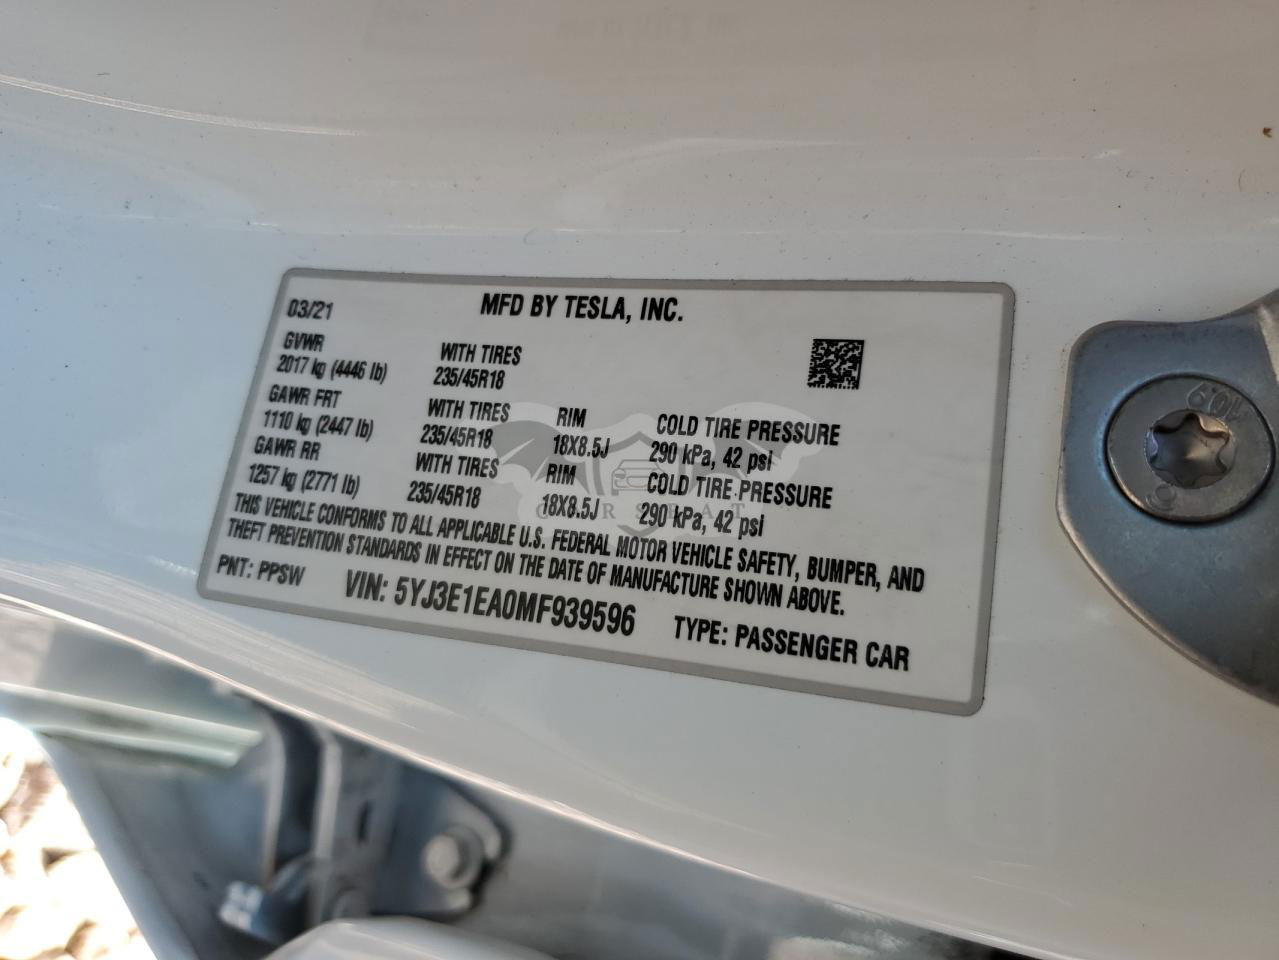 03/21 MFD BY TESLA, INC.
GVWR
2017 kg (4446 lb) WITH TIRES
235/45R18
GAWR FRT
1110 kg (2447 lb) WITH TIRES
235/45R18 RIM
18X8.5J COLD TIRE PRESSURE
290 kPa, 42 psi
GAWR RR
1257 kg (2771 lb) WITH TIRES
235/45R18 RIM
18X8.5J COLD TIRE PRESSURE
290 kPa, 42 psi
THIS VEHICLE CONFORMS TO ALL APPLICABLE U.S. FEDERAL MOTOR VEHICLE SAFETY, BUMPER, AND
THEFT PREVENTION STANDARDS IN EFFECT ON THE DATE OF MANUFACTURE SHOWN ABOVE.
PNT: PPSW VIN: 5YJ3E1EA0MF939596 TYPE: PASSENGER CAR